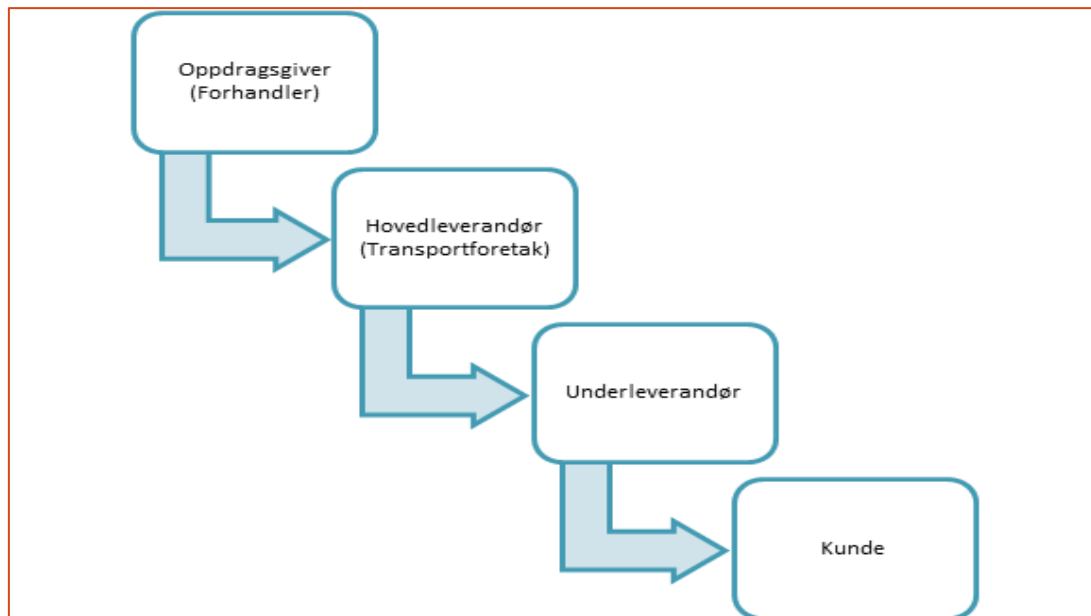 Oppdragsgiver
(Forhandler)
Hovedleverandør
(Transportforetak)
Underleverandør
Kunde